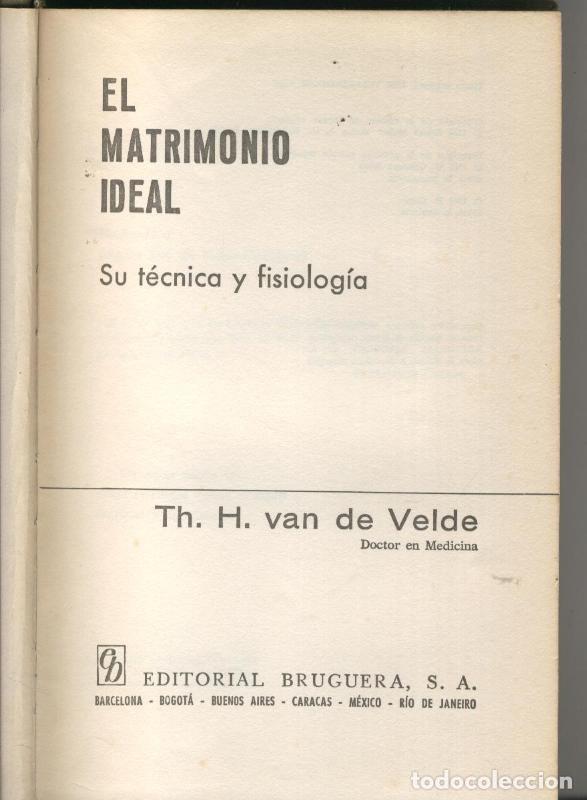 EL
MATRIMONIO
IDEAL
Su técnica y fisiología
Th. H. van de Velde
Doctor en Medicina
eb
EDITORIAL BRUGUERA, S. A.
BARCELONA - BOGOTÁ - BUENOS AIRES - CARACAS - MÉXICO - RÍO DE JANEIRO
todocoleccion